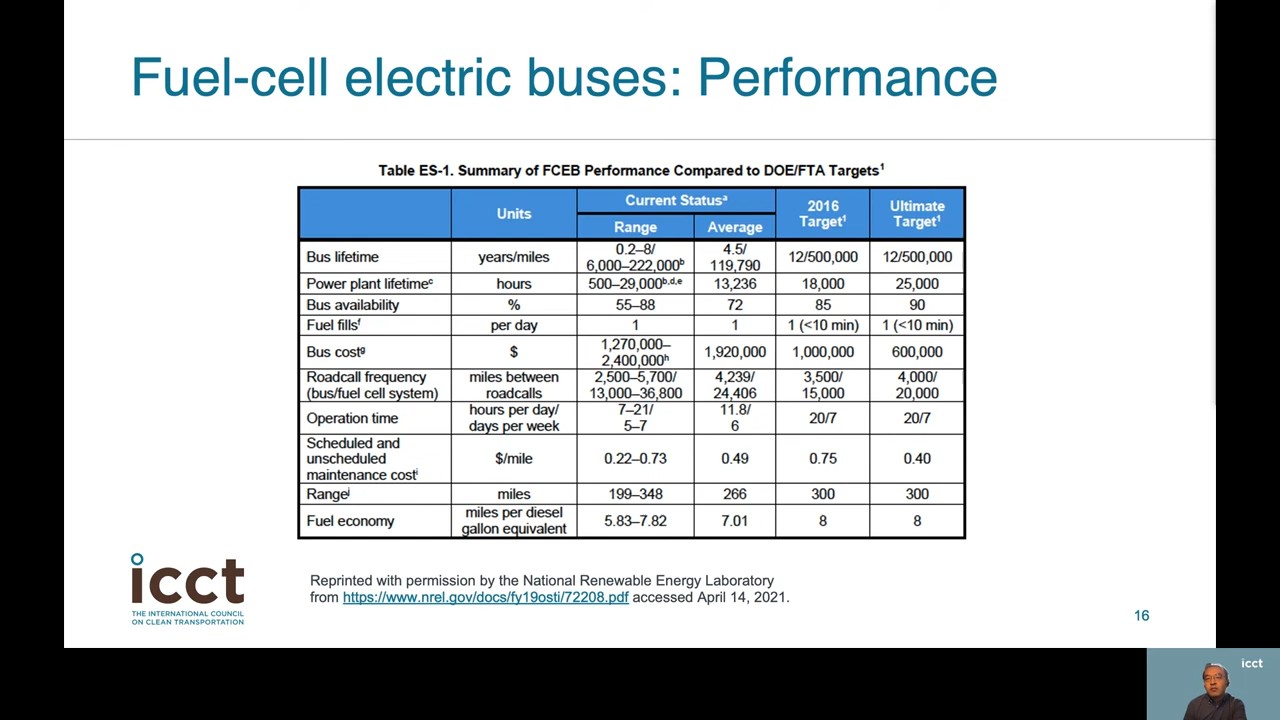 Fuel-cell electric buses: Performance
Table ES-1. Summary of FCEB Performance Compared to DOE/FTA Targets¹
Units
Current Statusᵃ
2016 Target¹
Ultimate Target¹
Range
Average
Bus lifetime
years/miles
0.2–8/
6,000–222,000ᵇ
4.5/
119,790
12/500,000
12/500,000
Power plant lifetimeᶜ
hours
500–29,000ᵇ,ᵈ,ᵉ
13,236
18,000
25,000
Bus availability
%
55–88
72
85
90
Fuel fillsᶠ
per day
1
1
1 (<10 min)
1 (<10 min)
Bus costᵍ
$
1,270,000–
2,400,000ʰ
1,920,000
1,000,000
600,000
Roadcall frequency
(bus/fuel cell system)
miles between
roadcalls
2,500–5,700/
13,000–36,800
4,239/
24,406
3,500/
15,000
4,000/
20,000
Operation time
hours per day/
days per week
7–21/
5–7
11.8/
6
20/7
20/7
Scheduled and
unscheduled
maintenance costⁱ
$/mile
0.22–0.73
0.49
0.75
0.40
Rangeʲ
miles
199–348
266
300
300
Fuel economy
miles per diesel
gallon equivalent
5.83–7.82
7.01
8
8
icct
THE INTERNATIONAL COUNCIL
ON CLEAN TRANSPORTATION
Reprinted with permission by the National Renewable Energy Laboratory
from https://www.nrel.gov/docs/fy19osti/72208.pdf accessed April 14, 2021.
16
icct